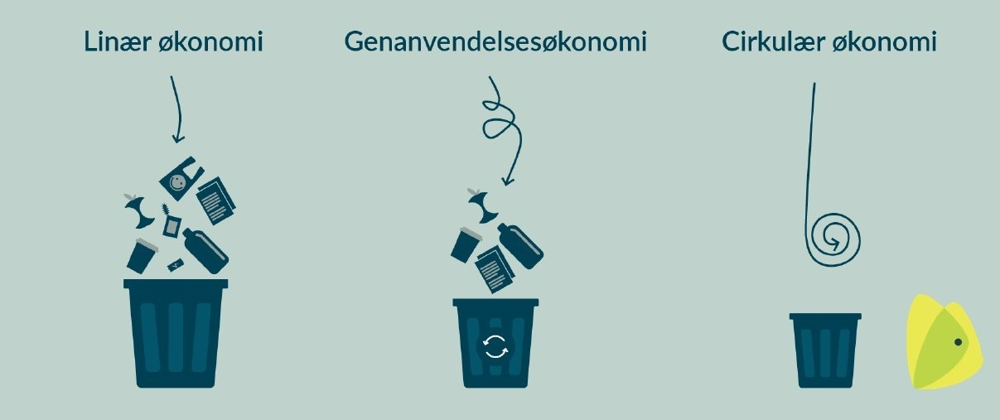 Linær økonomi
Genanvendelsesøkonomi
Cirkulær økonomi